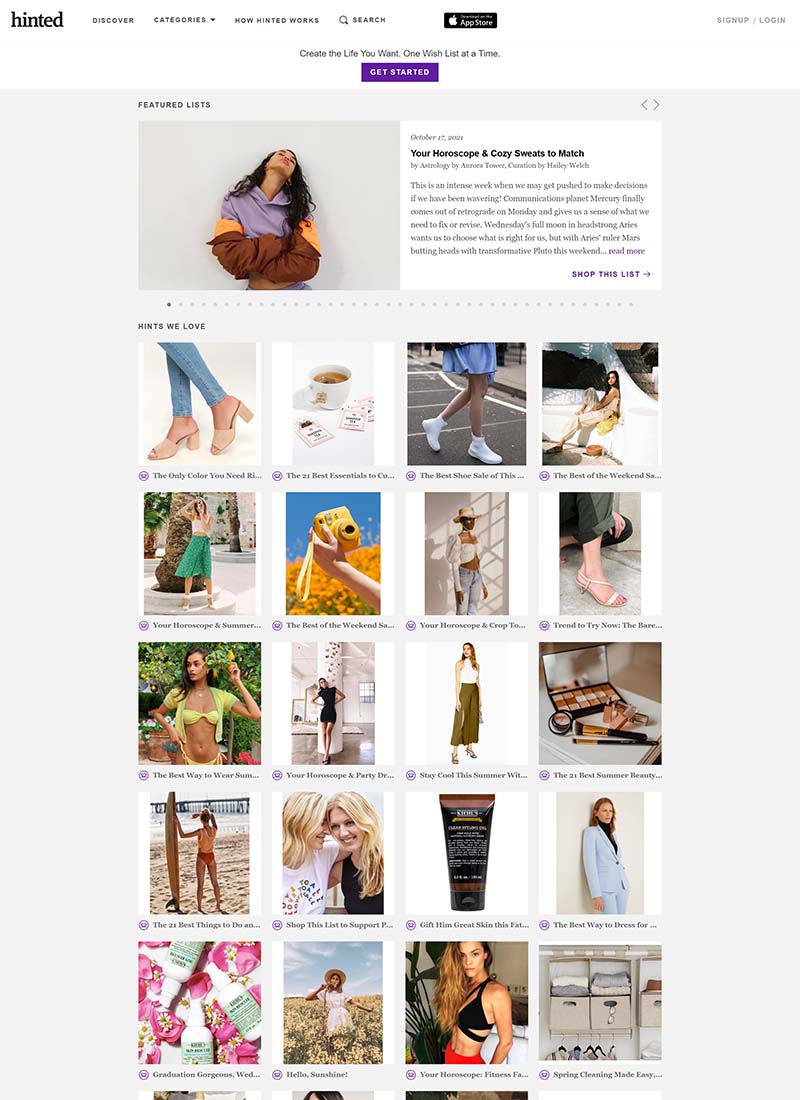 hinted
DISCOVER
CATEGORIES
HOW HINTED WORKS
SEARCH
Download on the
App Store
SIGNUP / LOGIN
Create the Life You Want. One Wish List at a Time.
GET STARTED
FEATURED LISTS
October 17, 2021
Your Horoscope & Cozy Sweats to Match
by Astrology by Aurora Tower, Curation by Hailey Welch
This is an intense week when we may get pushed to make decisions
if we have been wavering! Communications planet Mercury finally
comes out of retrograde on Monday and gives us a sense of what we
need to fix or revise. Wednesday's full moon in headstrong Aries
wants us to choose what is right for us, but with Aries' ruler Mars
butting heads with transformative Pluto this weekend... read more
SHOP THIS LIST →
HINTS WE LOVE
The Only Color You Need Ri...
The 21 Best Essentials to Cu...
The Best Shoe Sale of This ...
The Best of the Weekend Sa...
Your Horoscope & Summer...
The Best of the Weekend Sa...
Your Horoscope & Crop To...
Trend to Try Now: The Bare...
The Best Way to Wear Sum...
Your Horoscope & Party Dr...
Stay Cool This Summer Wit...
The 21 Best Summer Beauty...
KIEHL'S
CLEAN STYLING GEL
The 21 Best Things to Do an...
Shop This List to Support P...
Gift Him Great Skin this Fat...
The Best Way to Dress for ...
KIEHL'S
SKIN RESCUER
Graduation Gorgeous, Wed...
Hello, Sunshine!
Your Horoscope: Fitness Fa...
Spring Cleaning Made Easy,...